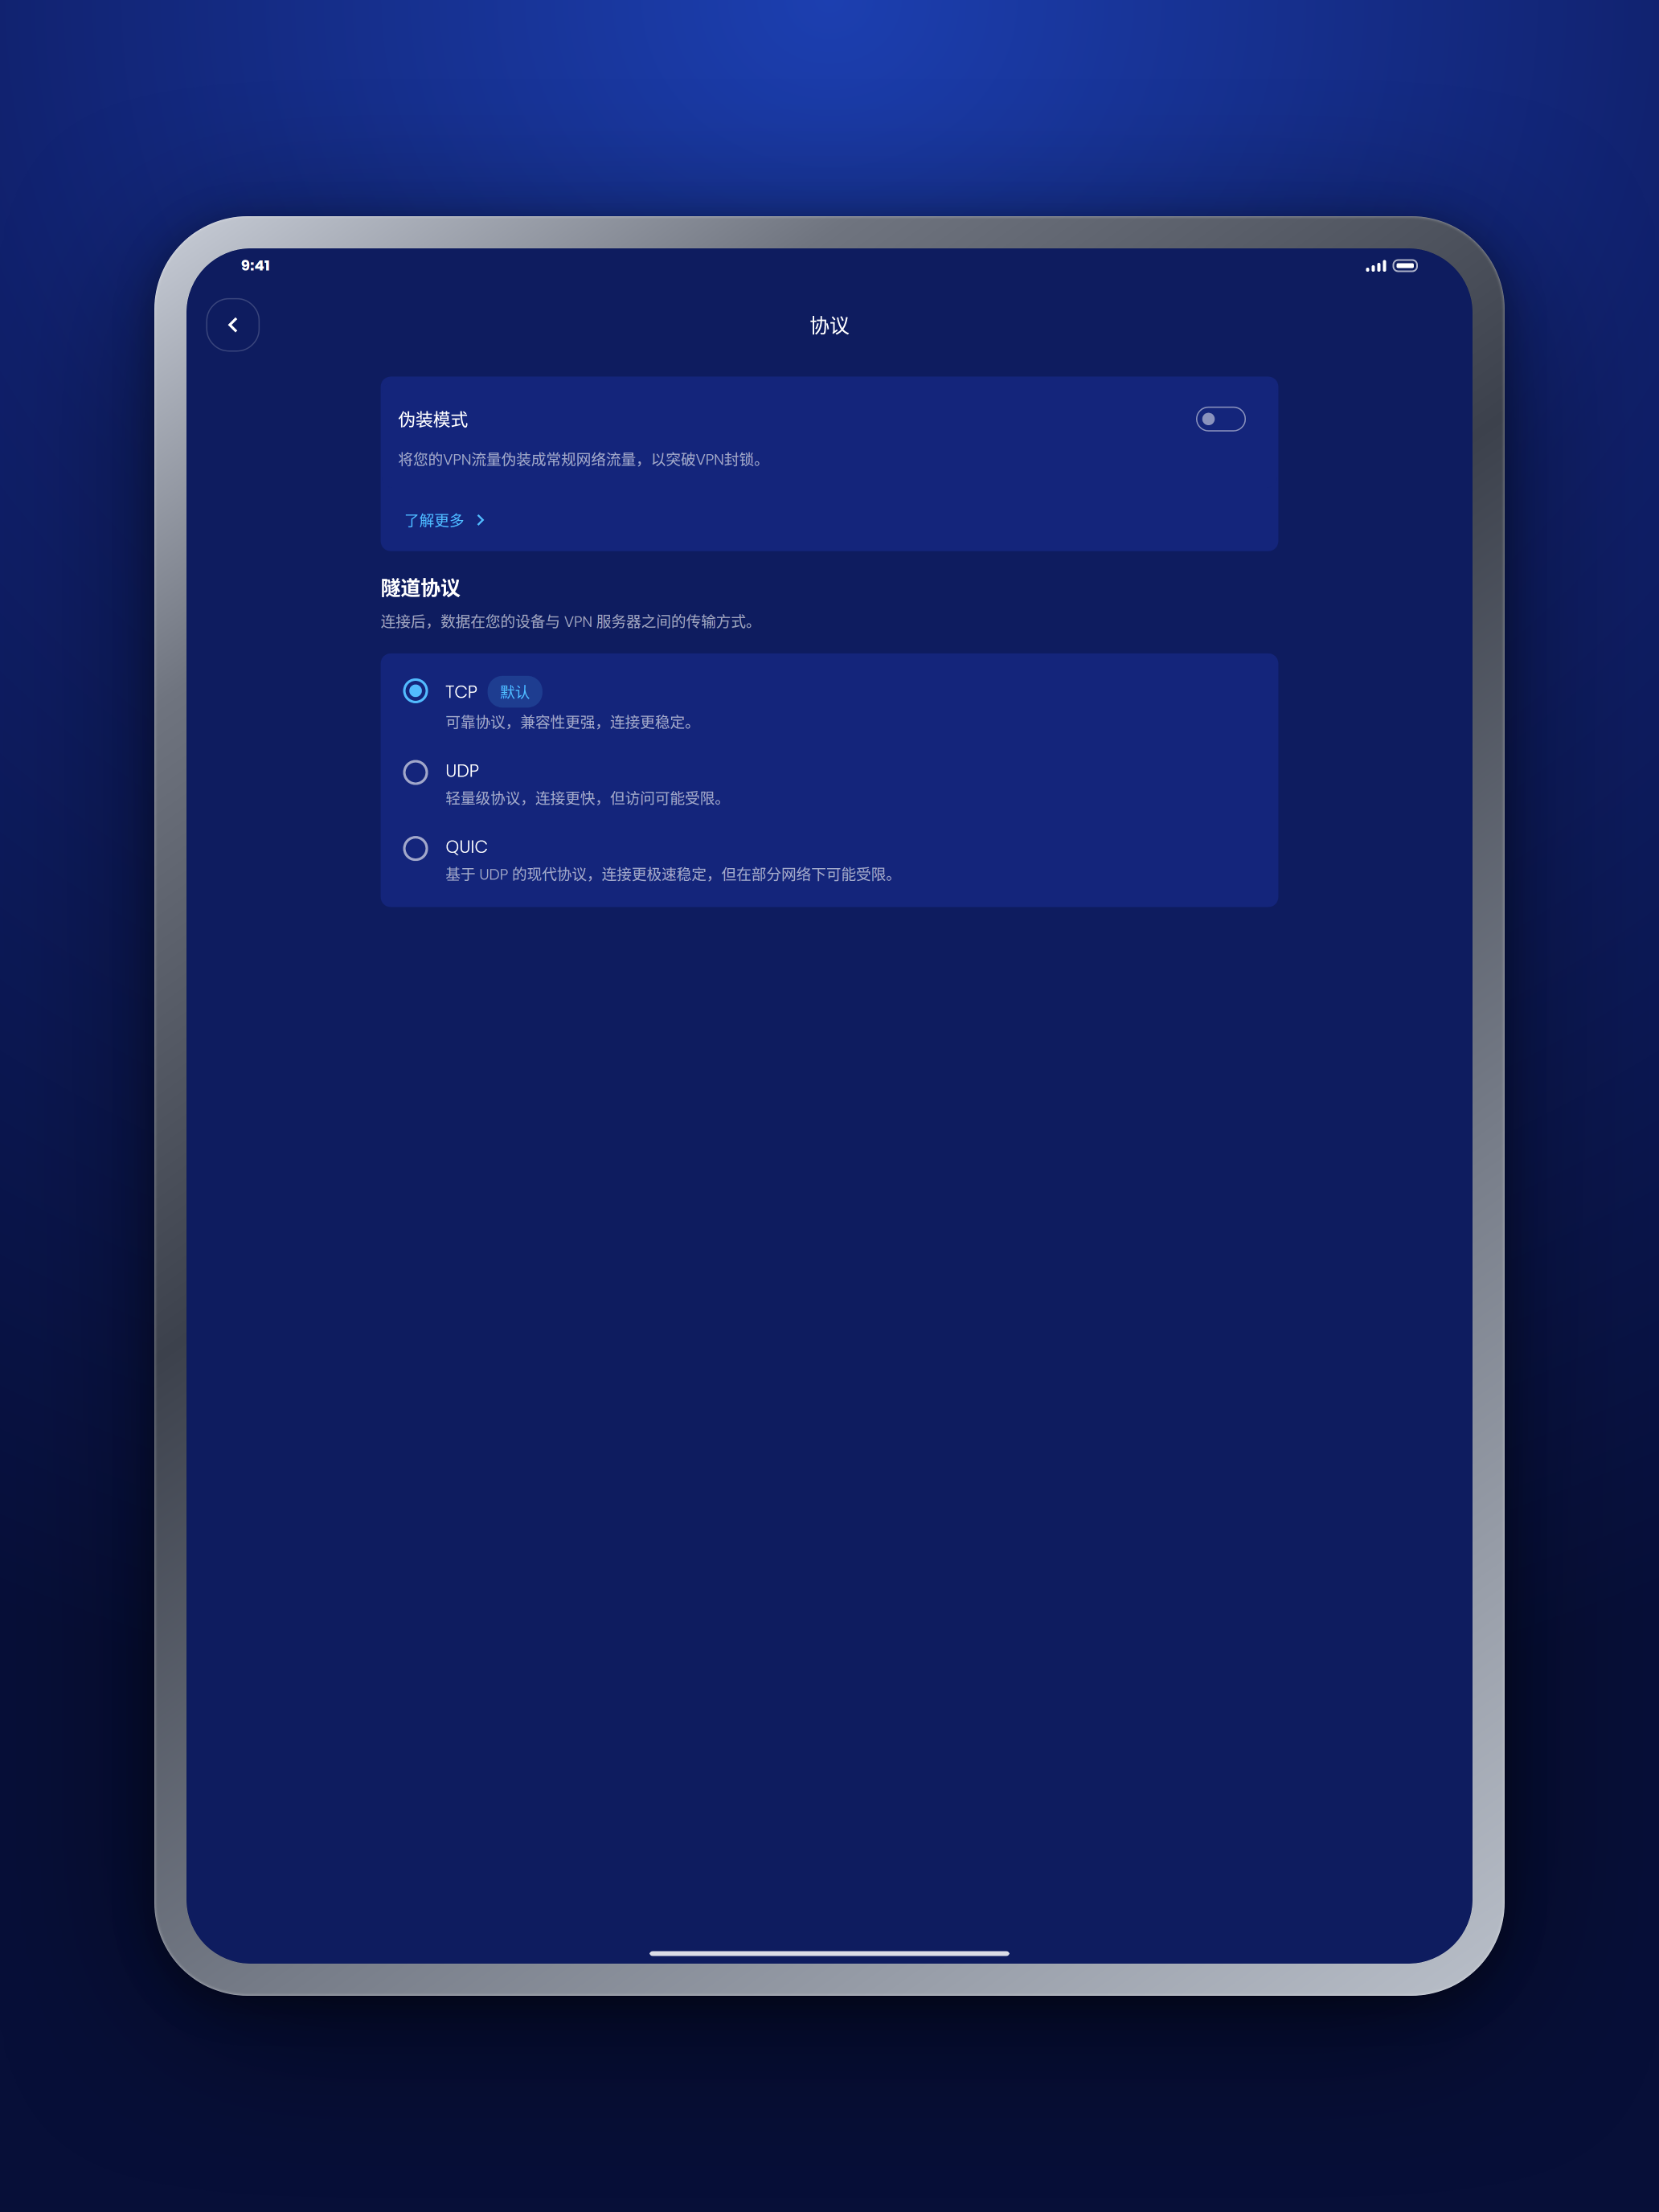 9:41
协议
伪装模式
将您的VPN流量伪装成常规网络流量，以突破VPN封锁。
了解更多
隧道协议
连接后，数据在您的设备与 VPN 服务器之间的传输方式。
TCP 默认
可靠协议，兼容性更强，连接更稳定。
UDP
轻量级协议，连接更快，但访问可能受限。
QUIC
基于 UDP 的现代协议，连接更极速稳定，但在部分网络下可能受限。